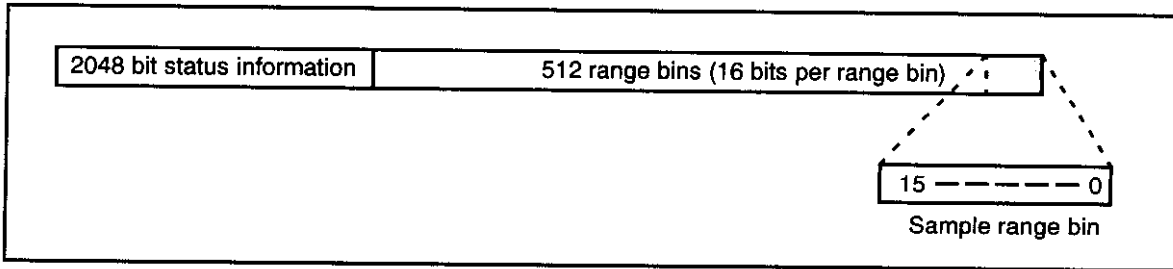 2048 bit status information
512 range bins (16 bits per range bin)
15 — — — — — 0
Sample range bin